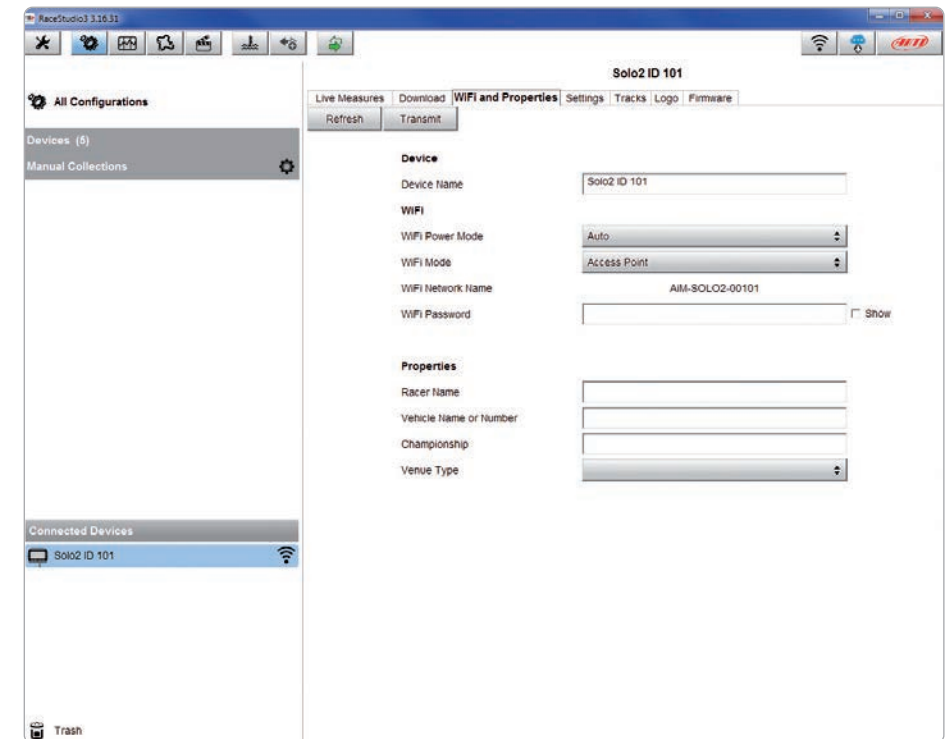 RaceStudio3 3.16.31
AiM
Solo2 ID 101
All Configurations
Live Measures Download WiFi and Properties Settings Tracks Logo Firmware
Refresh Transmit
Devices (5)
Manual Collections
Device
Device Name Solo2 ID 101
WiFi
WiFi Power Mode Auto
WiFi Mode Access Point
WiFi Network Name AIM-SOLO2-00101
WiFi Password Show
Properties
Racer Name
Vehicle Name or Number
Championship
Venue Type
Connected Devices
Solo2 ID 101
Trash